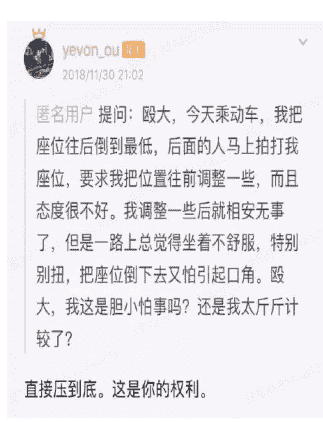 yevon_ou
2018/11/30 21:02
匿名用户 提问：殴大，今天乘动车，我把
座位往后倒到最低，后面的人马上拍打我
座位，要求我把位置往前调整一些，而且
态度很不好。我调整一些后就相安无事
了，但是一路上总觉得坐着不舒服，特别
别扭，把座位倒下去又怕引起口角。殴
大，我这是胆小怕事吗？还是我太斤斤计
较了？
直接压到底。这是你的权利。